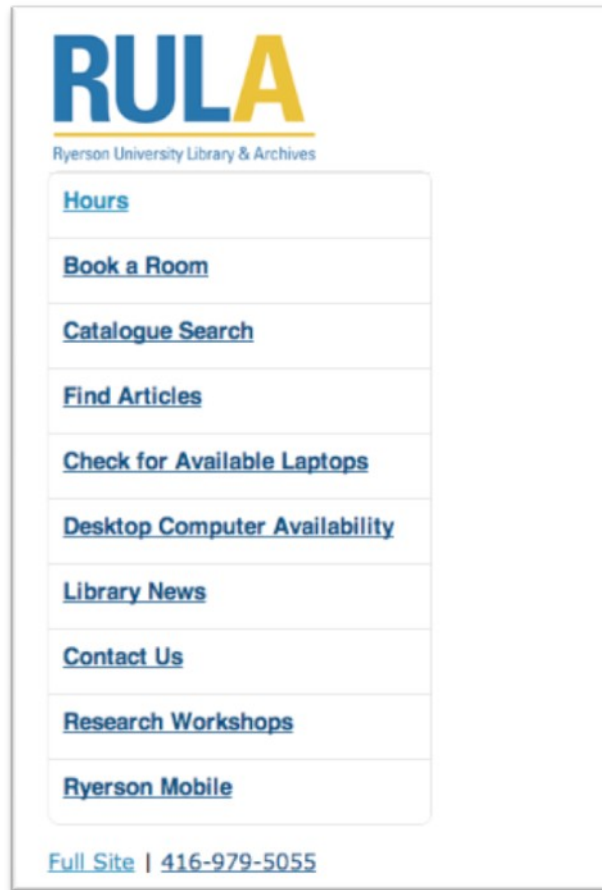 RULA
Ryerson University Library & Archives
Hours
Book a Room
Catalogue Search
Find Articles
Check for Available Laptops
Desktop Computer Availability
Library News
Contact Us
Research Workshops
Ryerson Mobile
Full Site | 416-979-5055